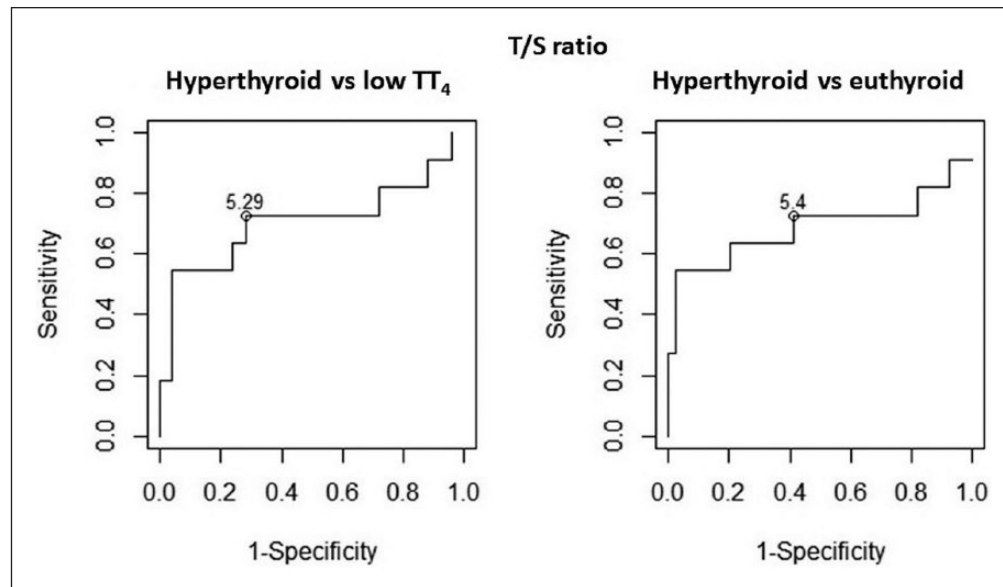 T/S ratio
Hyperthyroid vs low TT₄
Sensitivity
0.0 0.2 0.4 0.6 0.8 1.0
5.29
0.0 0.2 0.4 0.6 0.8 1.0
1-Specificity
Hyperthyroid vs euthyroid
Sensitivity
0.0 0.2 0.4 0.6 0.8 1.0
5.4
0.0 0.2 0.4 0.6 0.8 1.0
1-Specificity